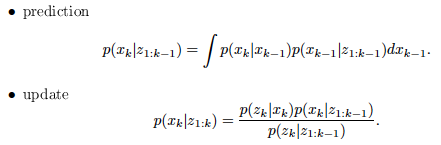 • prediction
p(x_k|z_{1:k−1}) = ∫ p(x_k|x_{k−1})p(x_{k−1}|z_{1:k−1})dx_{k−1}.
• update
p(x_k|z_{1:k}) = \frac{p(z_k|x_k)p(x_k|z_{1:k−1})}{p(z_k|z_{1:k−1})}.